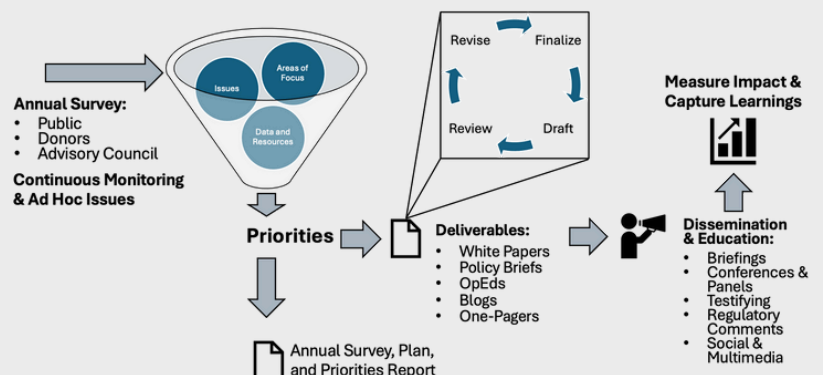 Annual Survey:
• Public
• Donors
• Advisory Council
Continuous Monitoring
& Ad Hoc Issues
Issues
Areas of
Focus
Data and
Resources
Priorities
Annual Survey, Plan,
and Priorities Report
Revise
Finalize
Review
Draft
Deliverables:
• White Papers
• Policy Briefs
• OpEds
• Blogs
• One-Pagers
Measure Impact &
Capture Learnings
Dissemination
& Education:
• Briefings
• Conferences &
Panels
• Testifying
• Regulatory
Comments
• Social &
Multimedia